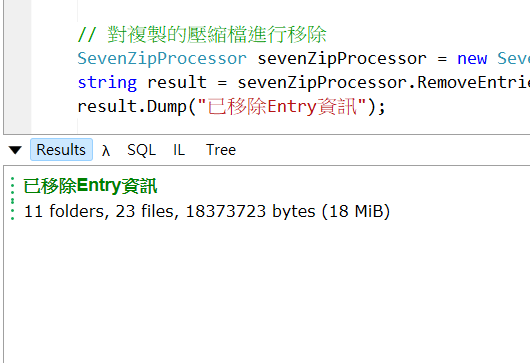 // 對複製的壓縮檔進行移除
SevenZipProcessor sevenZipProcessor = new Seve
string result = sevenZipProcessor.RemoveEntrie
result.Dump("已移除Entry資訊");
Results λ SQL IL Tree
已移除Entry資訊
11 folders, 23 files, 18373723 bytes (18 MiB)